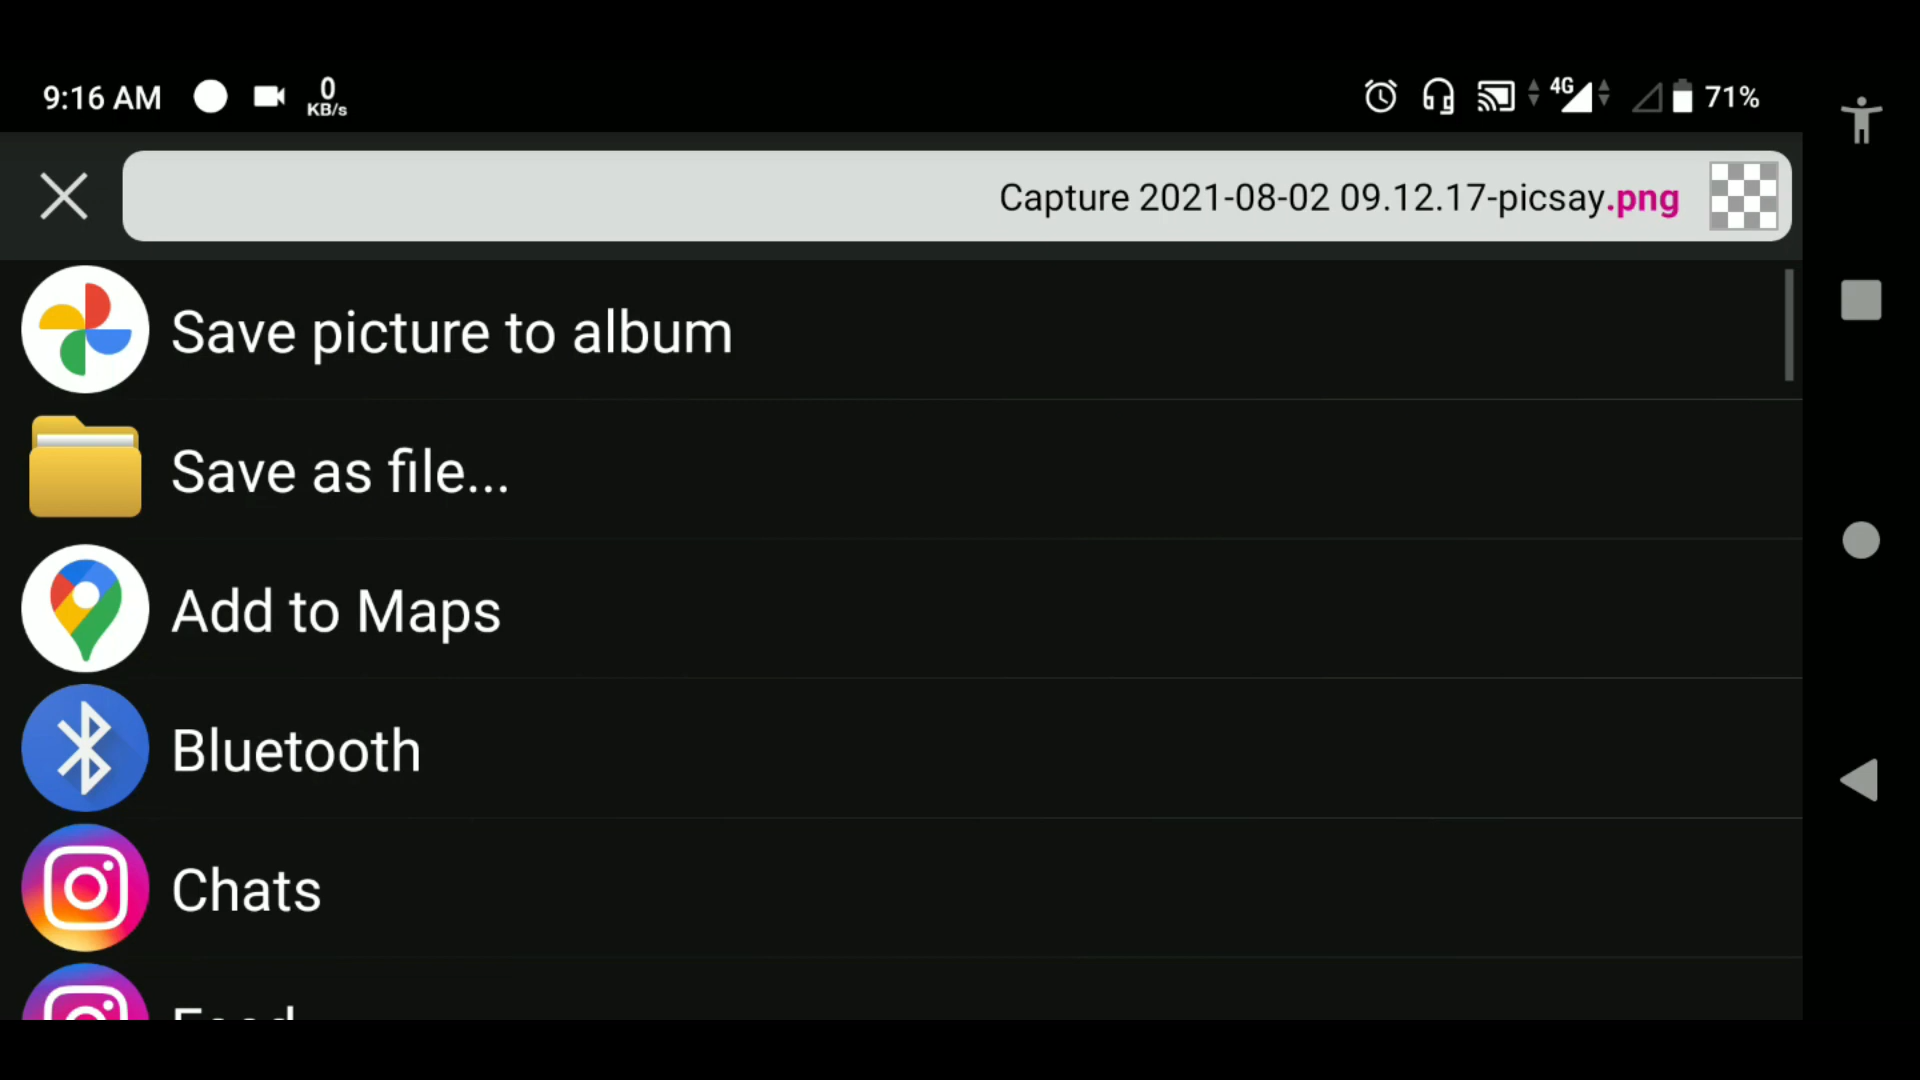 9:16 AM
0
KB/s
4G
71%
Capture 2021-08-02 09.12.17-picsay.png
Save picture to album
Save as file...
Add to Maps
Bluetooth
Chats